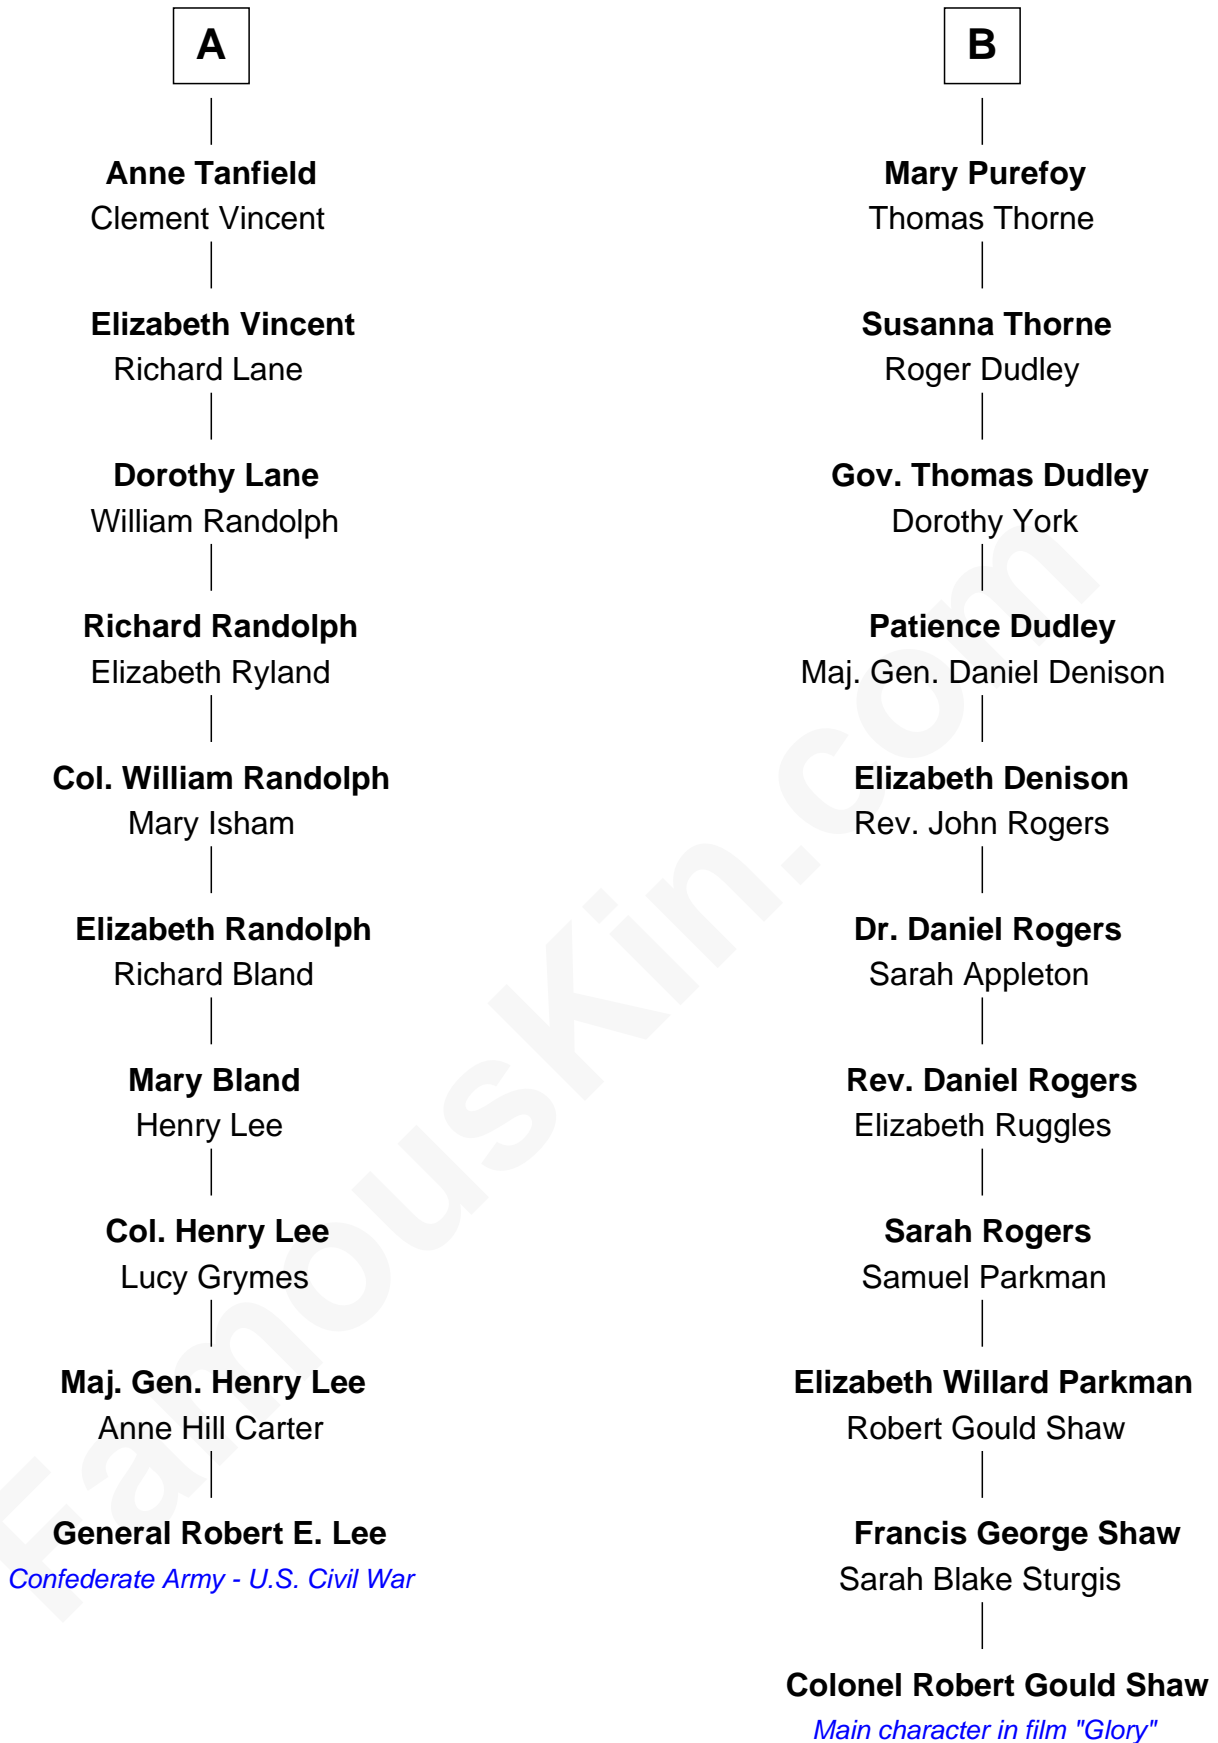 A
Anne Tanfield
Clement Vincent
Elizabeth Vincent
Richard Lane
Dorothy Lane
William Randolph
Richard Randolph
Elizabeth Ryland
Col. William Randolph
Mary Isham
Elizabeth Randolph
Richard Bland
Mary Bland
Henry Lee
Col. Henry Lee
Lucy Grymes
Maj. Gen. Henry Lee
Anne Hill Carter
General Robert E. Lee
Confederate Army - U.S. Civil War
B
Mary Purefoy
Thomas Thorne
Susanna Thorne
Roger Dudley
Gov. Thomas Dudley
Dorothy York
Patience Dudley
Maj. Gen. Daniel Denison
Elizabeth Denison
Rev. John Rogers
Dr. Daniel Rogers
Sarah Appleton
Rev. Daniel Rogers
Elizabeth Ruggles
Sarah Rogers
Samuel Parkman
Elizabeth Willard Parkman
Robert Gould Shaw
Francis George Shaw
Sarah Blake Sturgis
Colonel Robert Gould Shaw
Main character in film "Glory"
FamousKin.com